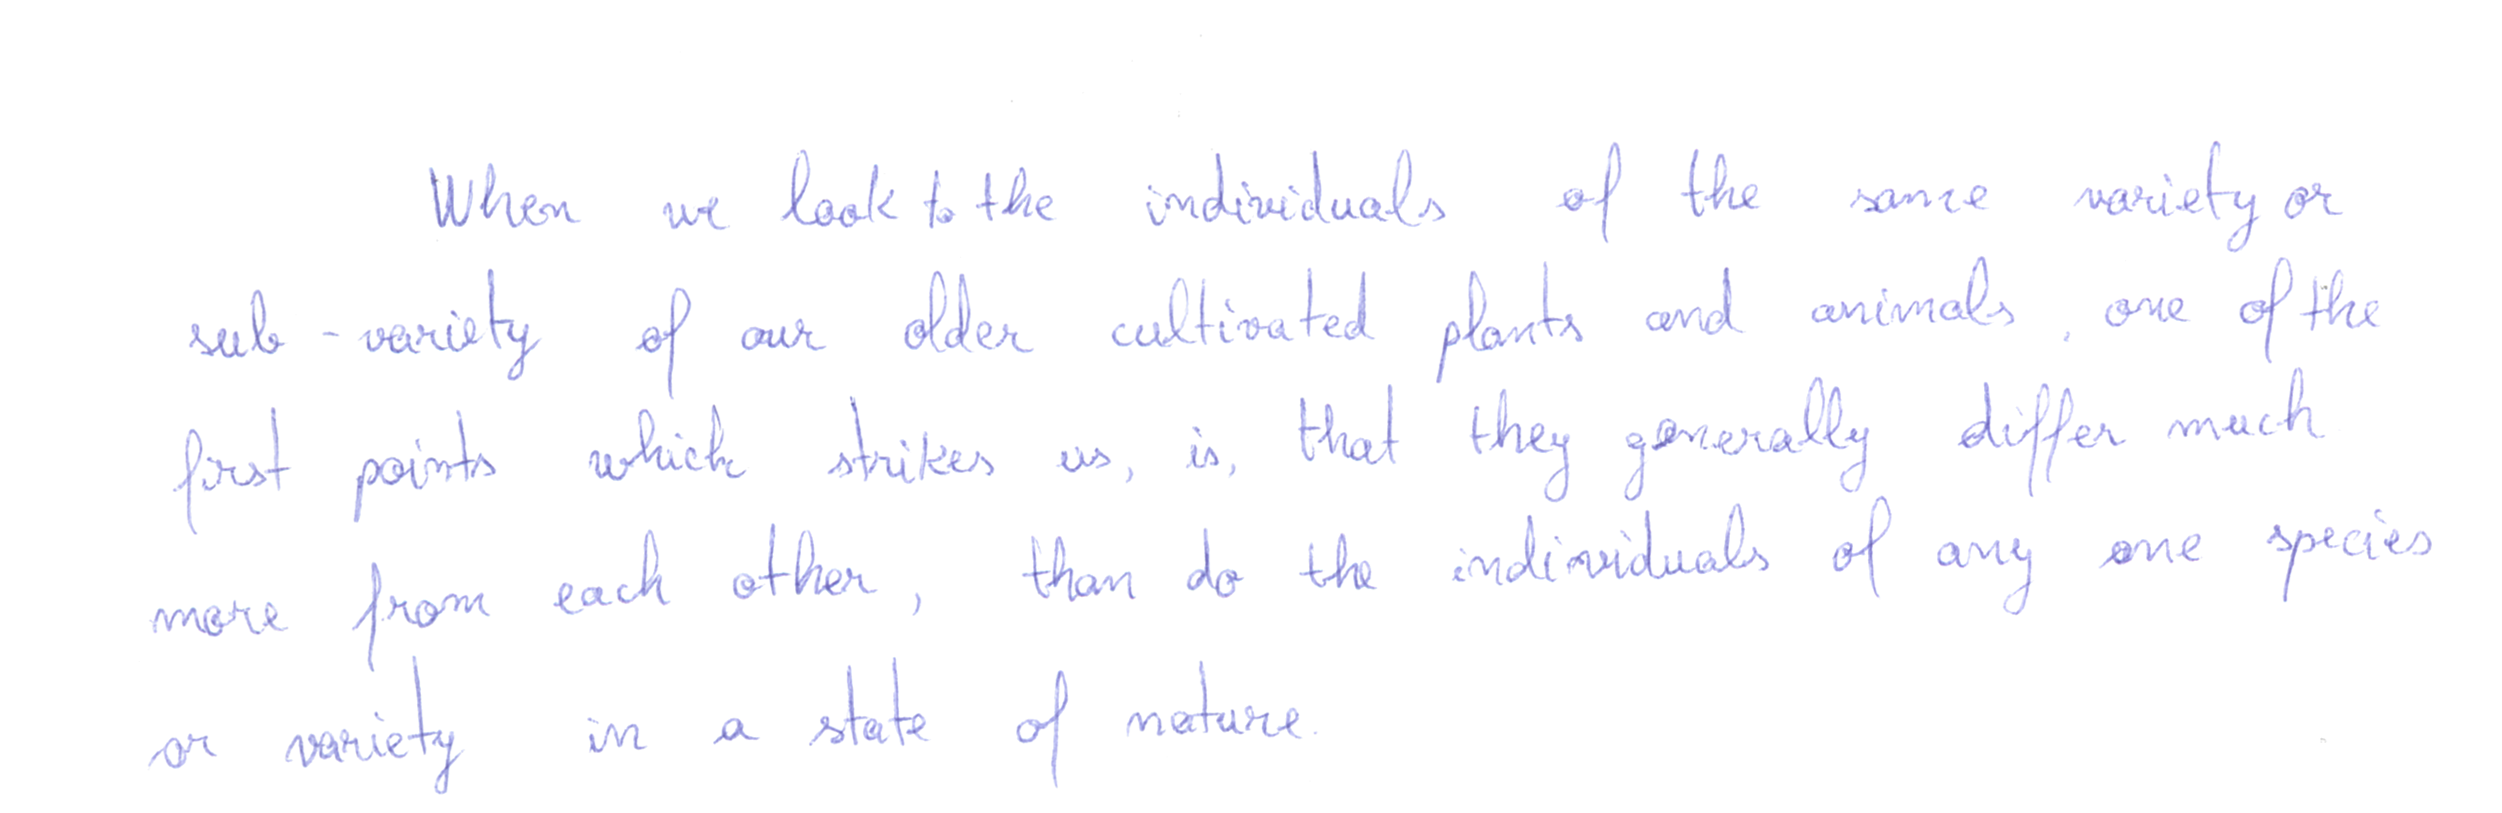 When we look to the individuals of the same variety or
sub-variety of our older cultivated plants and animals, one of the
first points which strikes us, is, that they generally differ much
more from each other, than do the individuals of any one species
or variety in a state of nature.